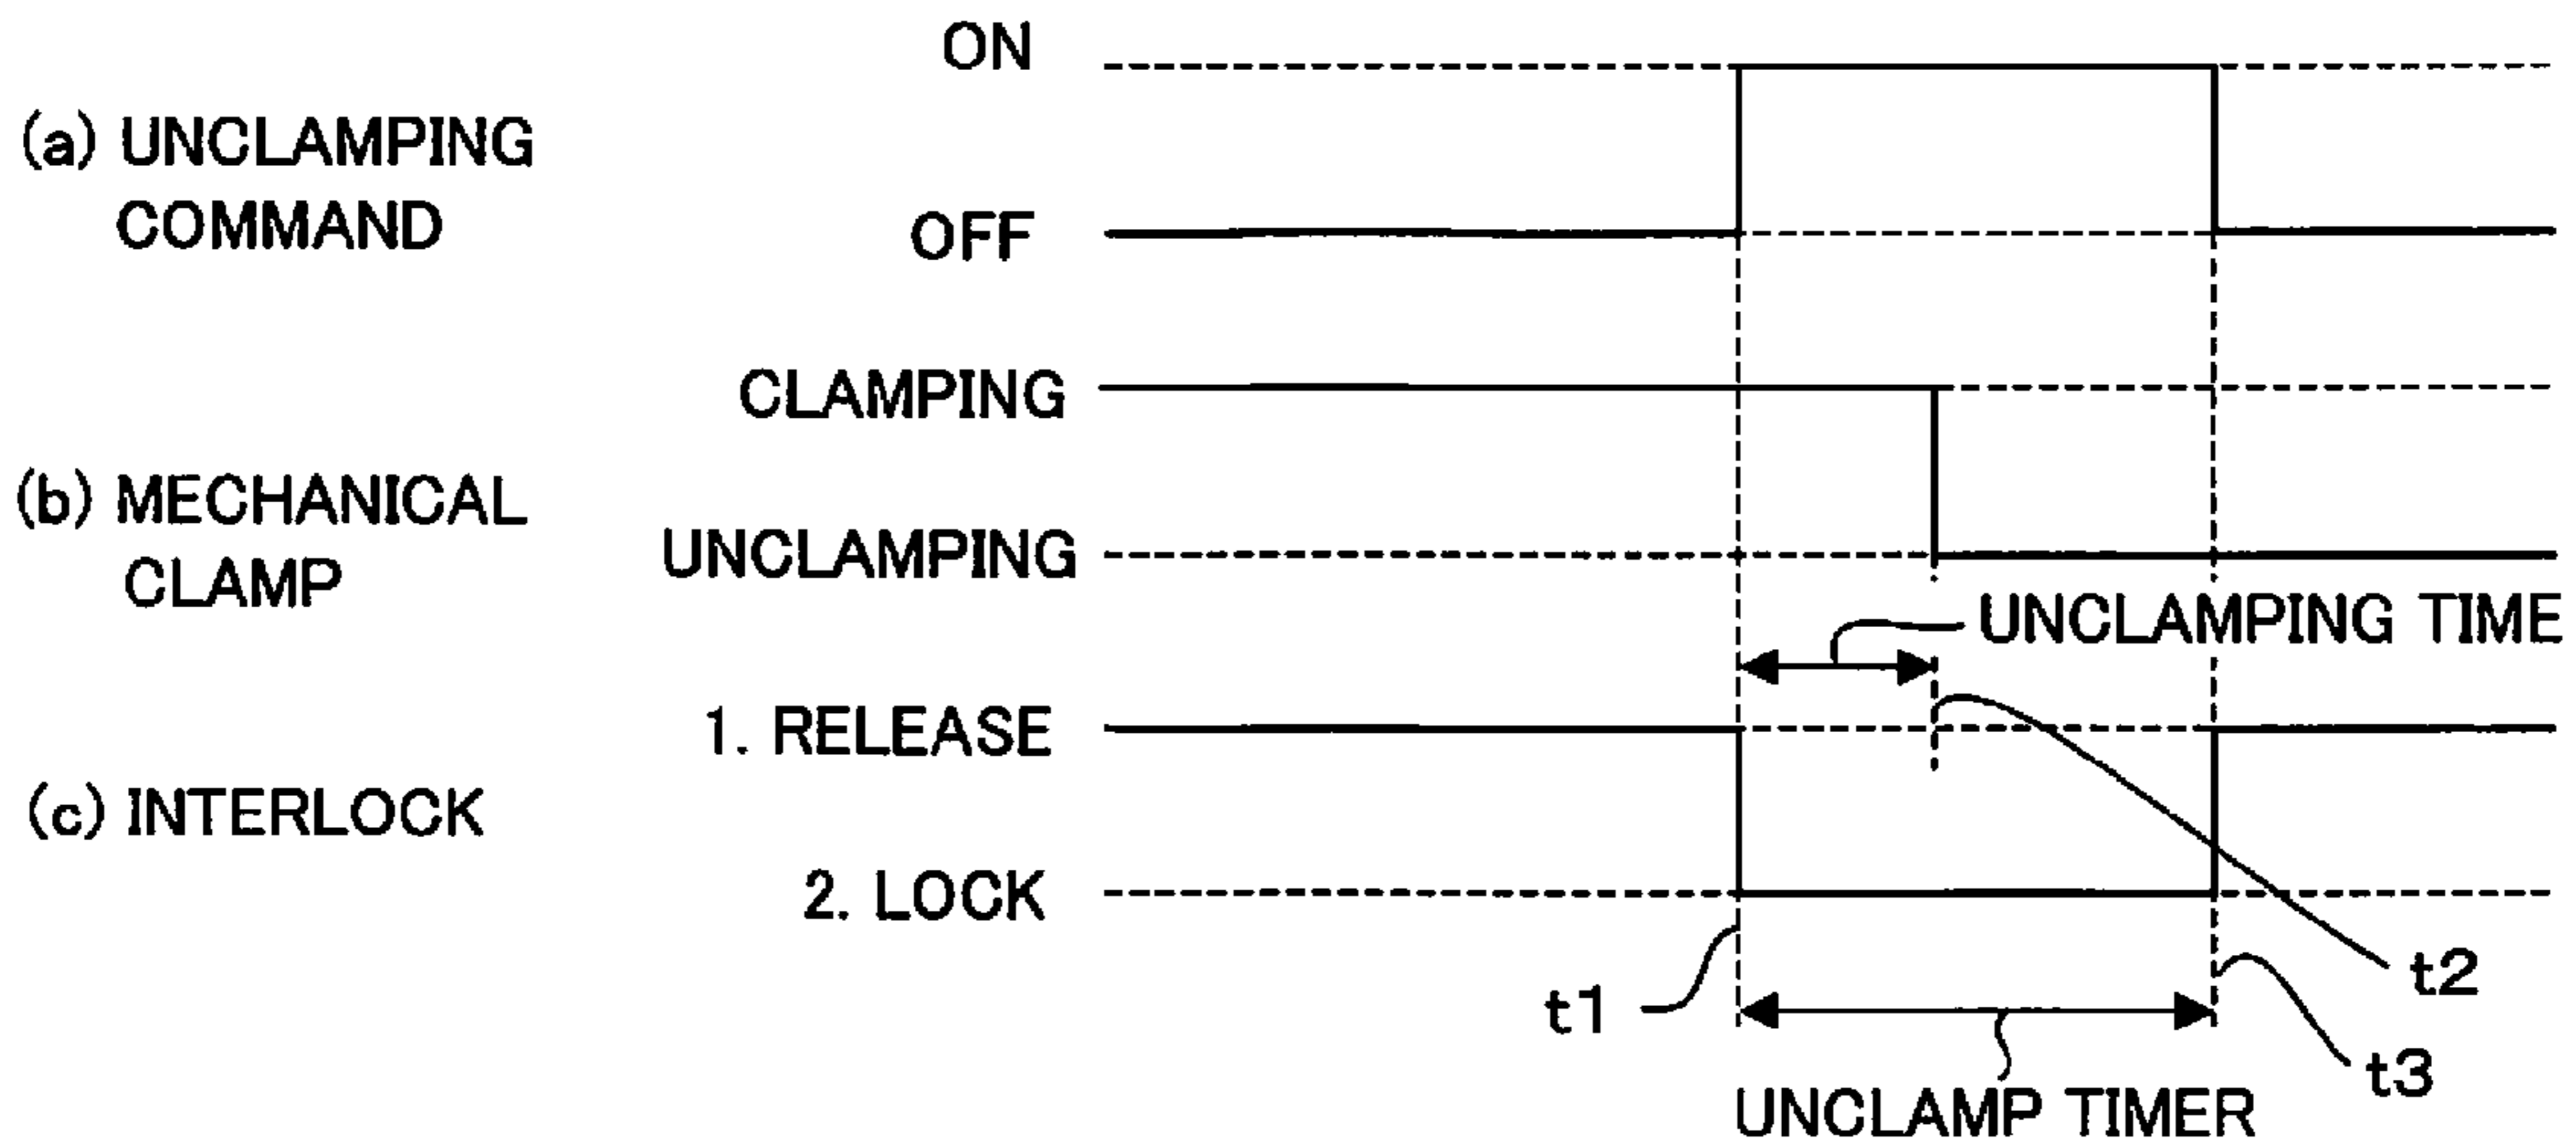 ON
(a) UNCLAMPING
COMMAND
OFF
CLAMPING
(b) MECHANICAL
CLAMP
UNCLAMPING
UNCLAMPING TIME
1. RELEASE
(c) INTERLOCK
2. LOCK
t1
t2
t3
UNCLAMP TIMER